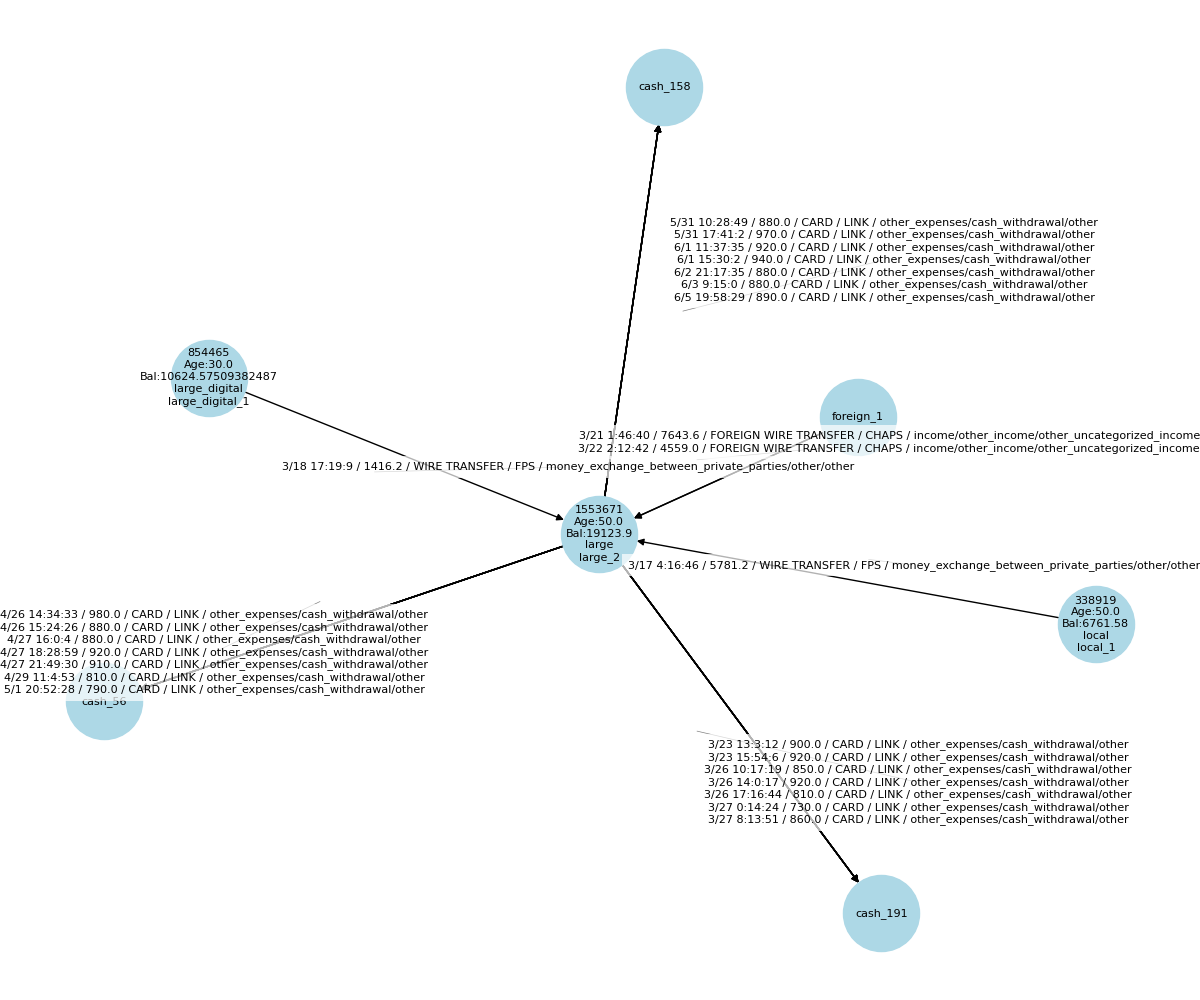 cash_158
5/31 10:28:49 / 880.0 / CARD / LINK / other_expenses/cash_withdrawal/other
5/31 17:41:2 / 970.0 / CARD / LINK / other_expenses/cash_withdrawal/other
6/1 11:37:35 / 920.0 / CARD / LINK / other_expenses/cash_withdrawal/other
6/1 15:30:2 / 940.0 / CARD / LINK / other_expenses/cash_withdrawal/other
6/2 21:17:35 / 880.0 / CARD / LINK / other_expenses/cash_withdrawal/other
6/3 9:15:0 / 880.0 / CARD / LINK / other_expenses/cash_withdrawal/other
6/5 19:58:29 / 890.0 / CARD / LINK / other_expenses/cash_withdrawal/other
854465
Age:30.0
Bal:10624.57509382487
large_digital
large_digital_1
foreign_1
3/21 1:46:40 / 7643.6 / FOREIGN WIRE TRANSFER / CHAPS / income/other_income/other_uncategorized_income
3/22 2:12:42 / 4559.0 / FOREIGN WIRE TRANSFER / CHAPS / income/other_income/other_uncategorized_income
3/18 17:19:9 / 1416.2 / WIRE TRANSFER / FPS / money_exchange_between_private_parties/other/other
1553671
Age:50.0
Bal:19123.9
large
large_2
3/17 4:16:46 / 5781.2 / WIRE TRANSFER / FPS / money_exchange_between_private_parties/other/other
338919
Age:50.0
Bal:6761.58
local
local_1
4/26 14:34:33 / 980.0 / CARD / LINK / other_expenses/cash_withdrawal/other
4/26 15:24:26 / 880.0 / CARD / LINK / other_expenses/cash_withdrawal/other
4/27 16:0:4 / 880.0 / CARD / LINK / other_expenses/cash_withdrawal/other
4/27 18:28:59 / 920.0 / CARD / LINK / other_expenses/cash_withdrawal/other
4/27 21:49:30 / 910.0 / CARD / LINK / other_expenses/cash_withdrawal/other
4/29 11:4:53 / 810.0 / CARD / LINK / other_expenses/cash_withdrawal/other
5/1 20:52:28 / 790.0 / CARD / LINK / other_expenses/cash_withdrawal/other
cash_56
3/23 13:3:12 / 900.0 / CARD / LINK / other_expenses/cash_withdrawal/other
3/23 15:54:6 / 920.0 / CARD / LINK / other_expenses/cash_withdrawal/other
3/26 10:17:19 / 850.0 / CARD / LINK / other_expenses/cash_withdrawal/other
3/26 14:0:17 / 920.0 / CARD / LINK / other_expenses/cash_withdrawal/other
3/26 17:16:44 / 810.0 / CARD / LINK / other_expenses/cash_withdrawal/other
3/27 0:14:24 / 730.0 / CARD / LINK / other_expenses/cash_withdrawal/other
3/27 8:13:51 / 860.0 / CARD / LINK / other_expenses/cash_withdrawal/other
cash_191